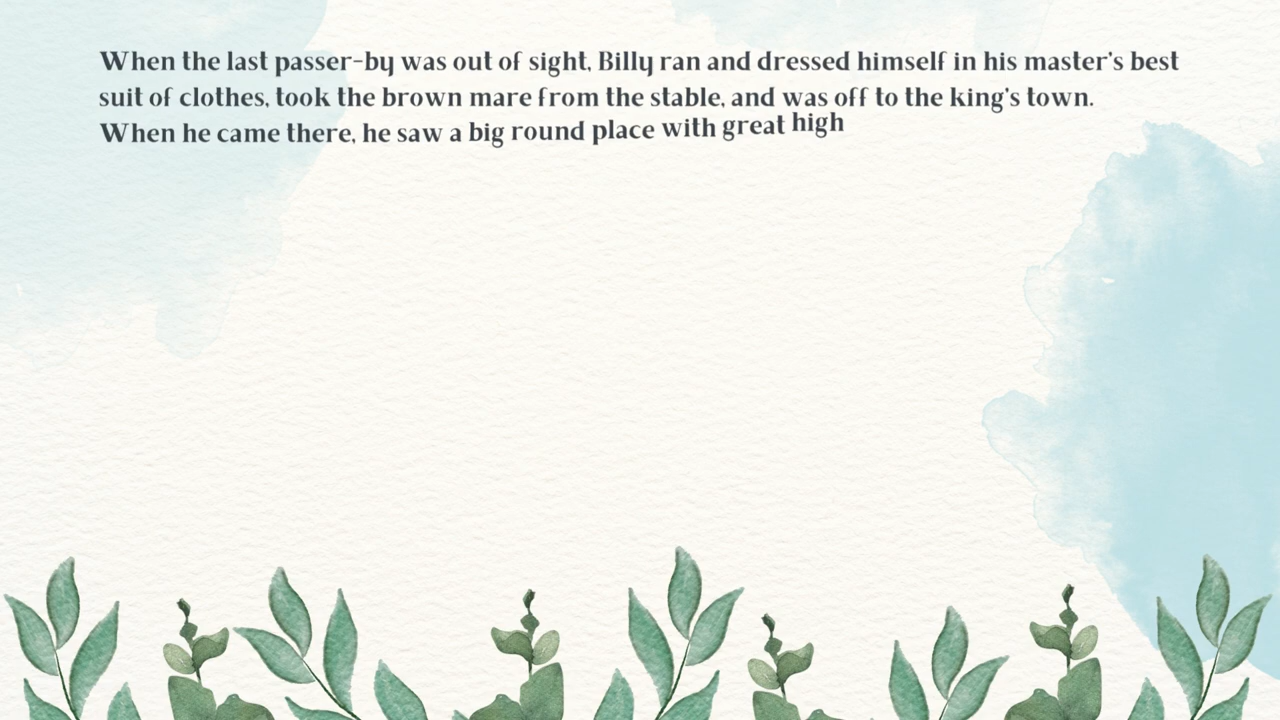 When the last passer-by was out of sight, Billy ran and dressed himself in his master's best
suit of clothes, took the brown mare from the stable, and was off to the king's town.
When he came there, he saw a big round place with great high